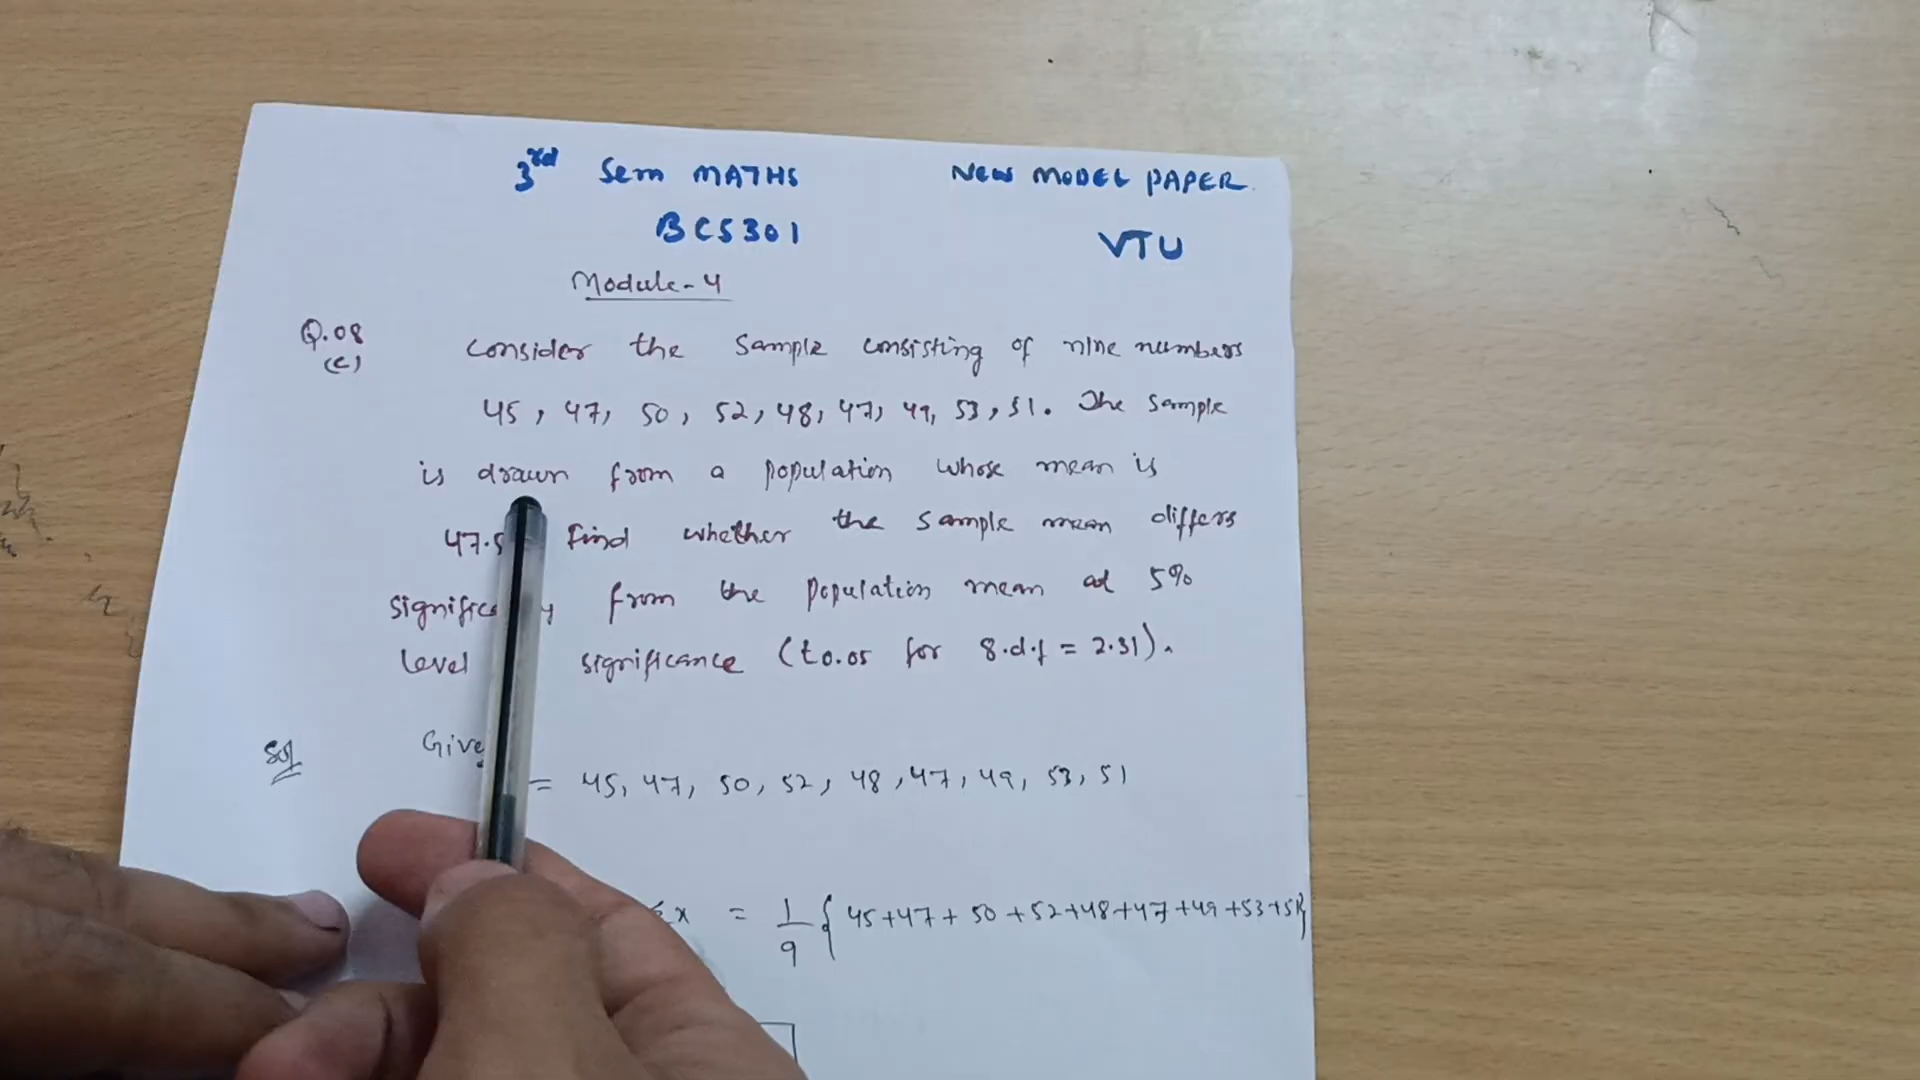 3rd Sem MATHS NEW MODEL PAPER.
BCS301 VTU
Module-4
Q.08 Consider the Sample consisting of nine numbers
(c)
45, 47, 50, 52, 48, 47, 49, 53, 51. The Sample
is drawn from a population whose mean is
47.5 Find whether the Sample mean differs
from the population mean at 5%
level significance (t0.05 for 8.d.f = 2.31).
Sol
= 45, 47, 50, 52, 48, 47, 49, 53, 51
x = 1/9 { 45+47+50+52+48+47+49+53+51}